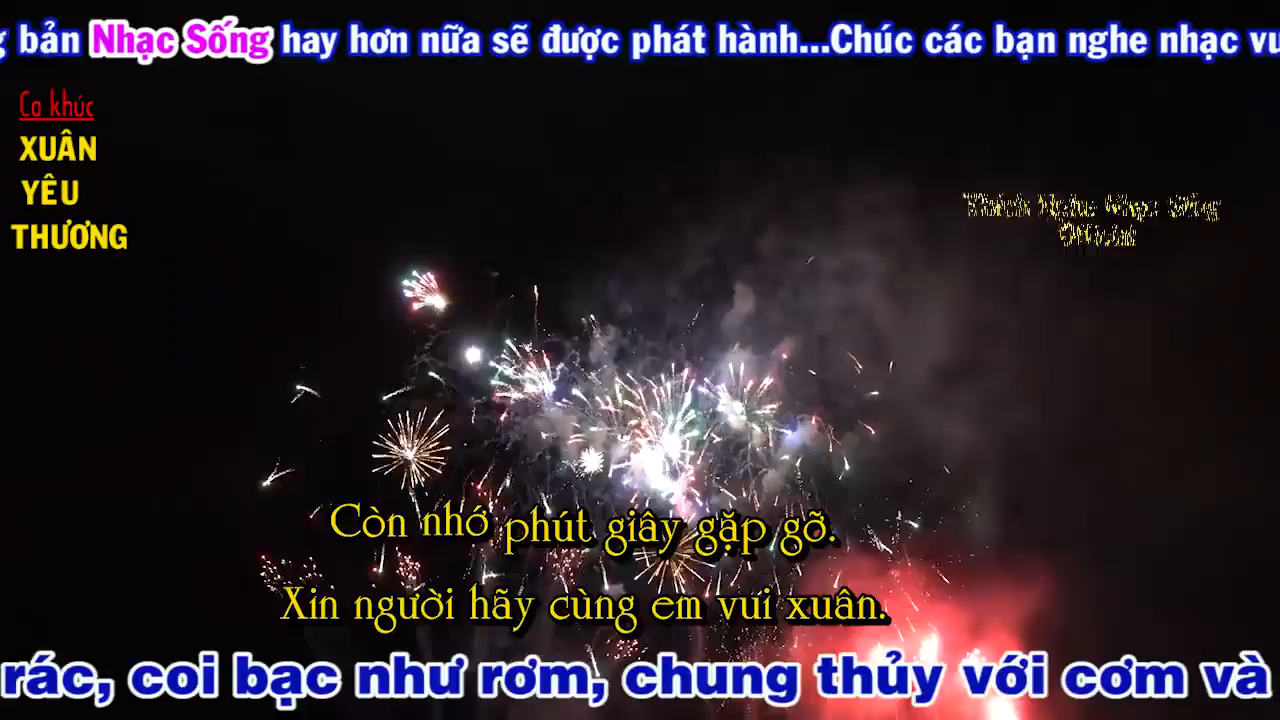 bản Nhạc Sống hay hơn nữa sẽ được phát hành...Chúc các bạn nghe nhạc
Ca khúc
XUÂN
YÊU
THƯƠNG
Còn nhớ phút giây gặp gỡ.
Xin người hãy cùng em vui xuân.
rác, coi bạc như rơm, chung thủy với cơm và